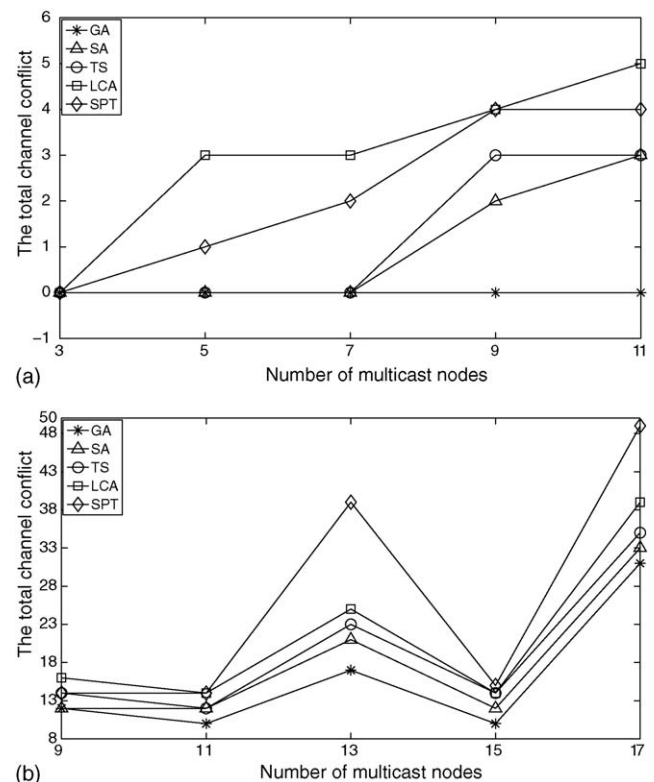 6
5
4
3
2
1
0
−1
The total channel conflict
GA
SA
TS
LCA
SPT
3 5 7 9 11
(a) Number of multicast nodes
50
48
43
38
33
28
23
18
13
8
The total channel conflict
GA
SA
TS
LCA
SPT
9 11 13 15 17
(b) Number of multicast nodes